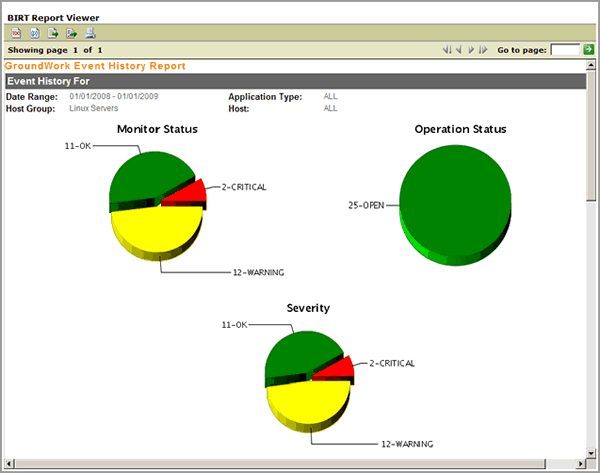 BIRT Report Viewer
Showing page 1 of 1
Go to page:
GroundWork Event History Report
Event History For
Date Range: 01/01/2008 - 01/01/2009 Application Type: ALL
Host Group: Linux Servers Host: ALL
Monitor Status
Operation Status
11-OK
2-CRITICAL
25-OPEN
12-WARNING
Severity
11-OK
2-CRITICAL
12-WARNING